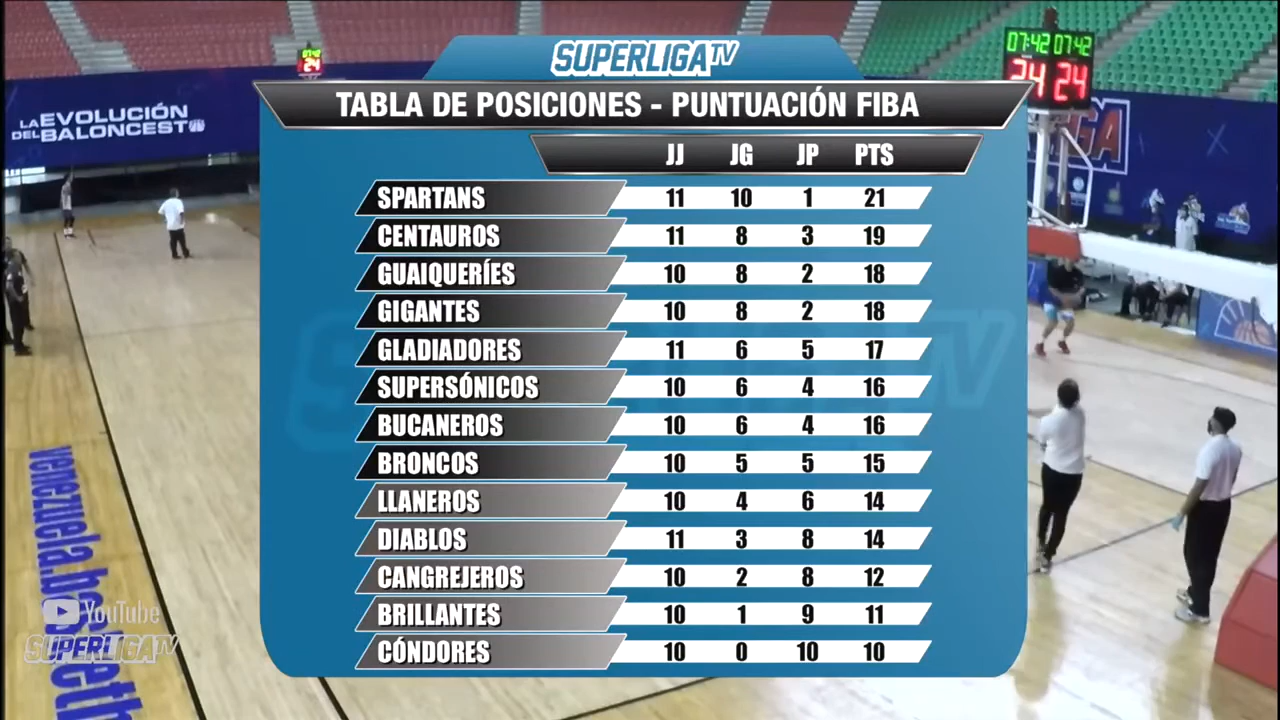 SUPERLIGATV
07:42 07:42
24 24
07:42
24
TABLA DE POSICIONES - PUNTUACIÓN FIBA
LA EVOLUCIÓN
DEL BALONCESTO
JJ JG JP PTS
SPARTANS 11 10 1 21
CENTAUROS 11 8 3 19
GUAIQUERÍES 10 8 2 18
GIGANTES 10 8 2 18
GLADIADORES 11 6 5 17
SUPERSÓNICOS 10 6 4 16
BUCANEROS 10 6 4 16
BRONCOS 10 5 5 15
LLANEROS 10 4 6 14
DIABLOS 11 3 8 14
CANGREJEROS 10 2 8 12
BRILLANTES 10 1 9 11
CÓNDORES 10 0 10 10
YouTube
SUPERLIGATV